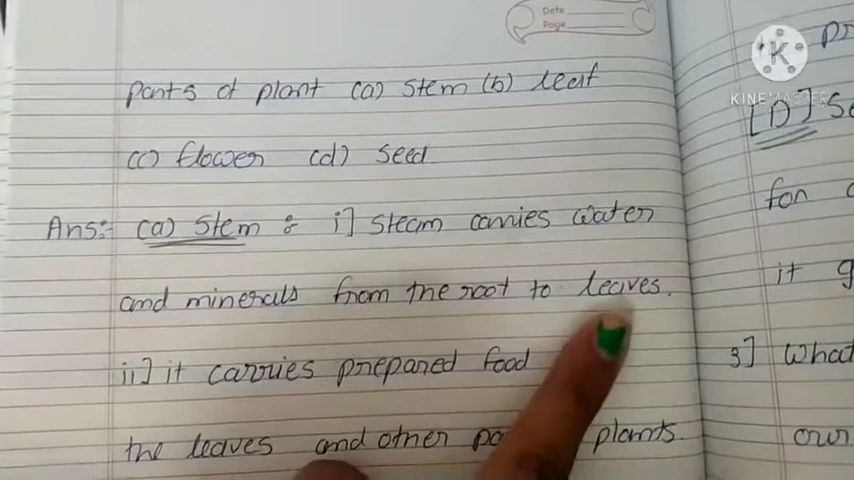 Date
Page
parts of plant (a) stem (b) leaf
(c) flower (d) seed
Ans:- (a) stem : i] steam carries water
and minerals from the root to leaves.
ii] it carries prepared food
the leaves and other plants.
KINEMASTER
[D]
for
it
3] What
our